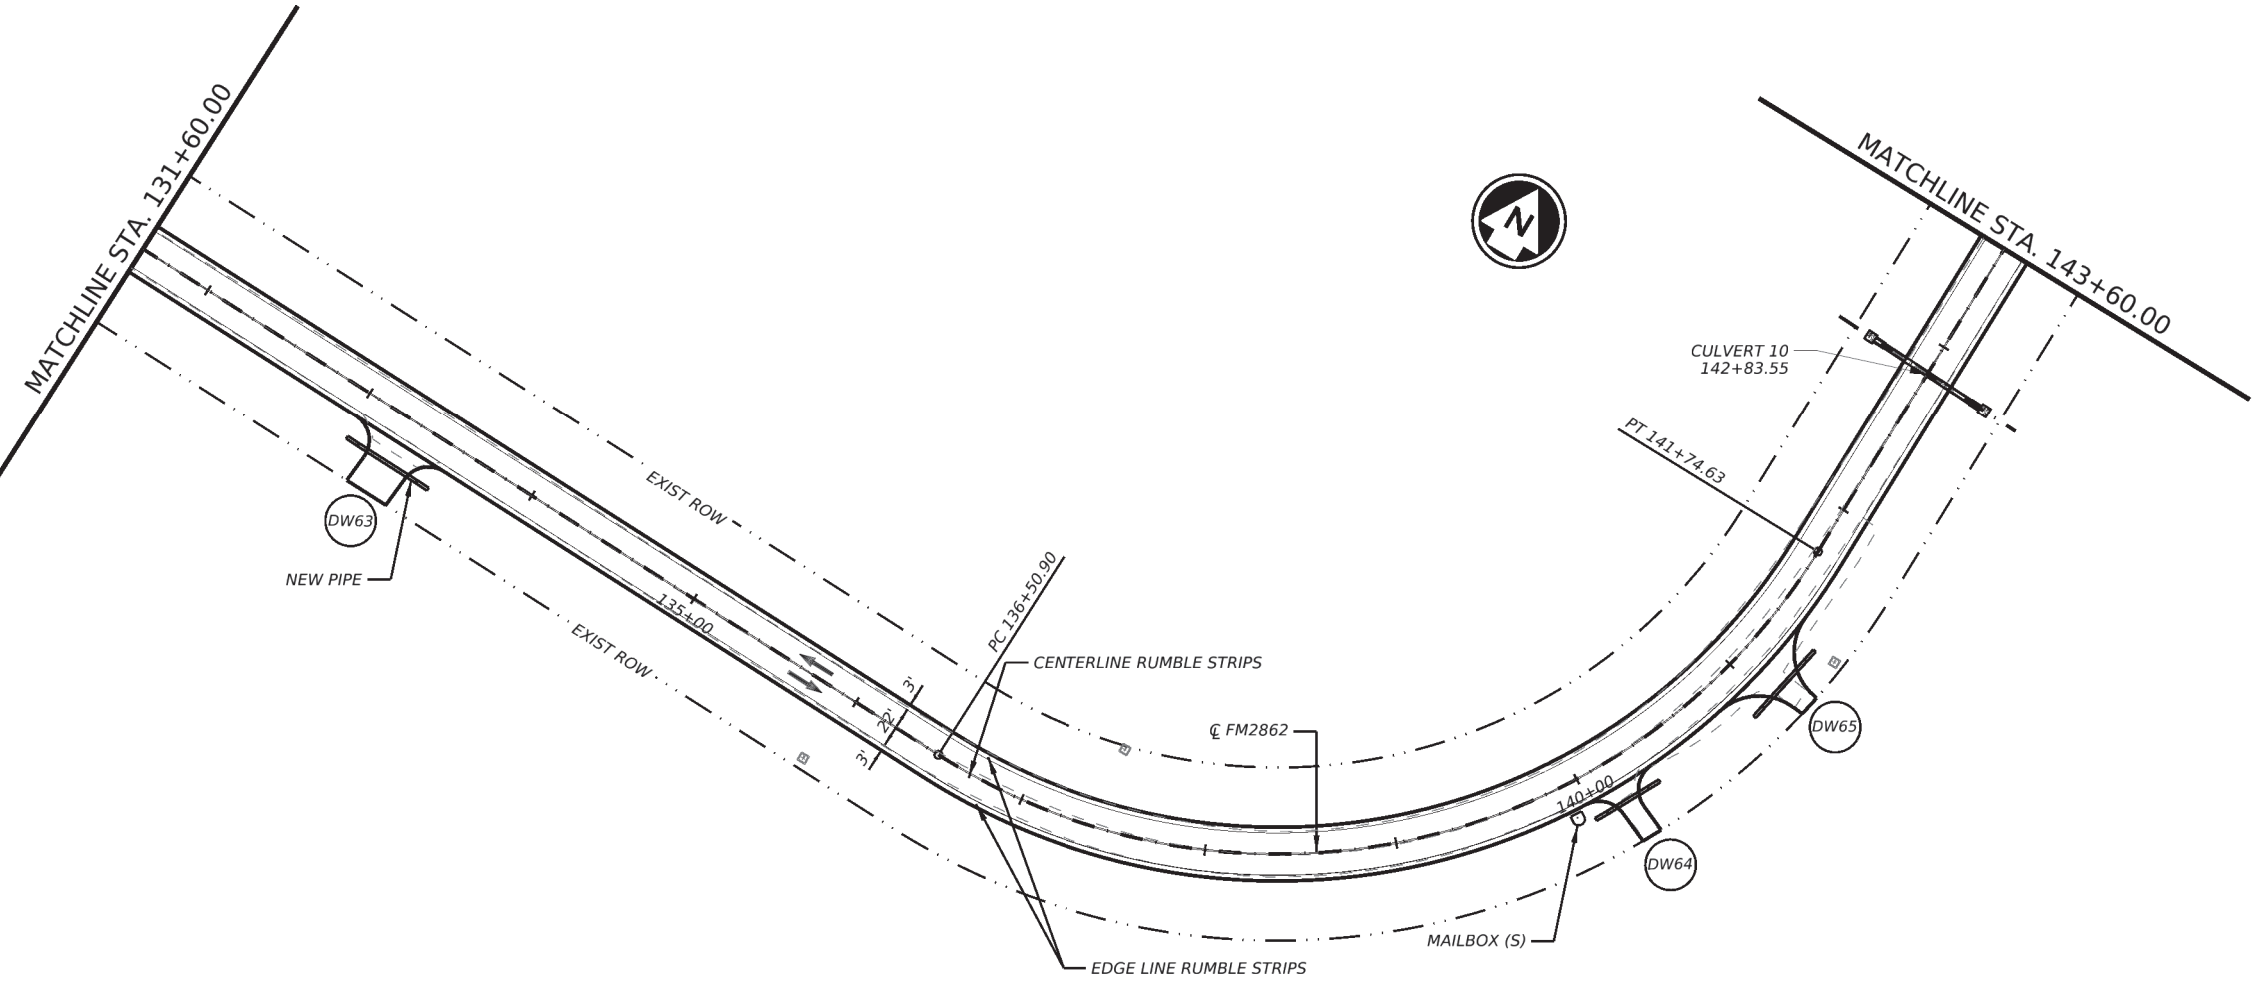 MATCHLINE STA. 131+60.00
MATCHLINE STA. 143+60.00
N
CULVERT 10
142+83.55
PT 141+74.63
EXIST ROW
DW63
NEW PIPE
135+00
EXIST ROW
PC 136+50.90
CENTERLINE RUMBLE STRIPS
3'
22'
3'
℄ FM2862
DW65
140+00
DW64
MAILBOX (S)
EDGE LINE RUMBLE STRIPS